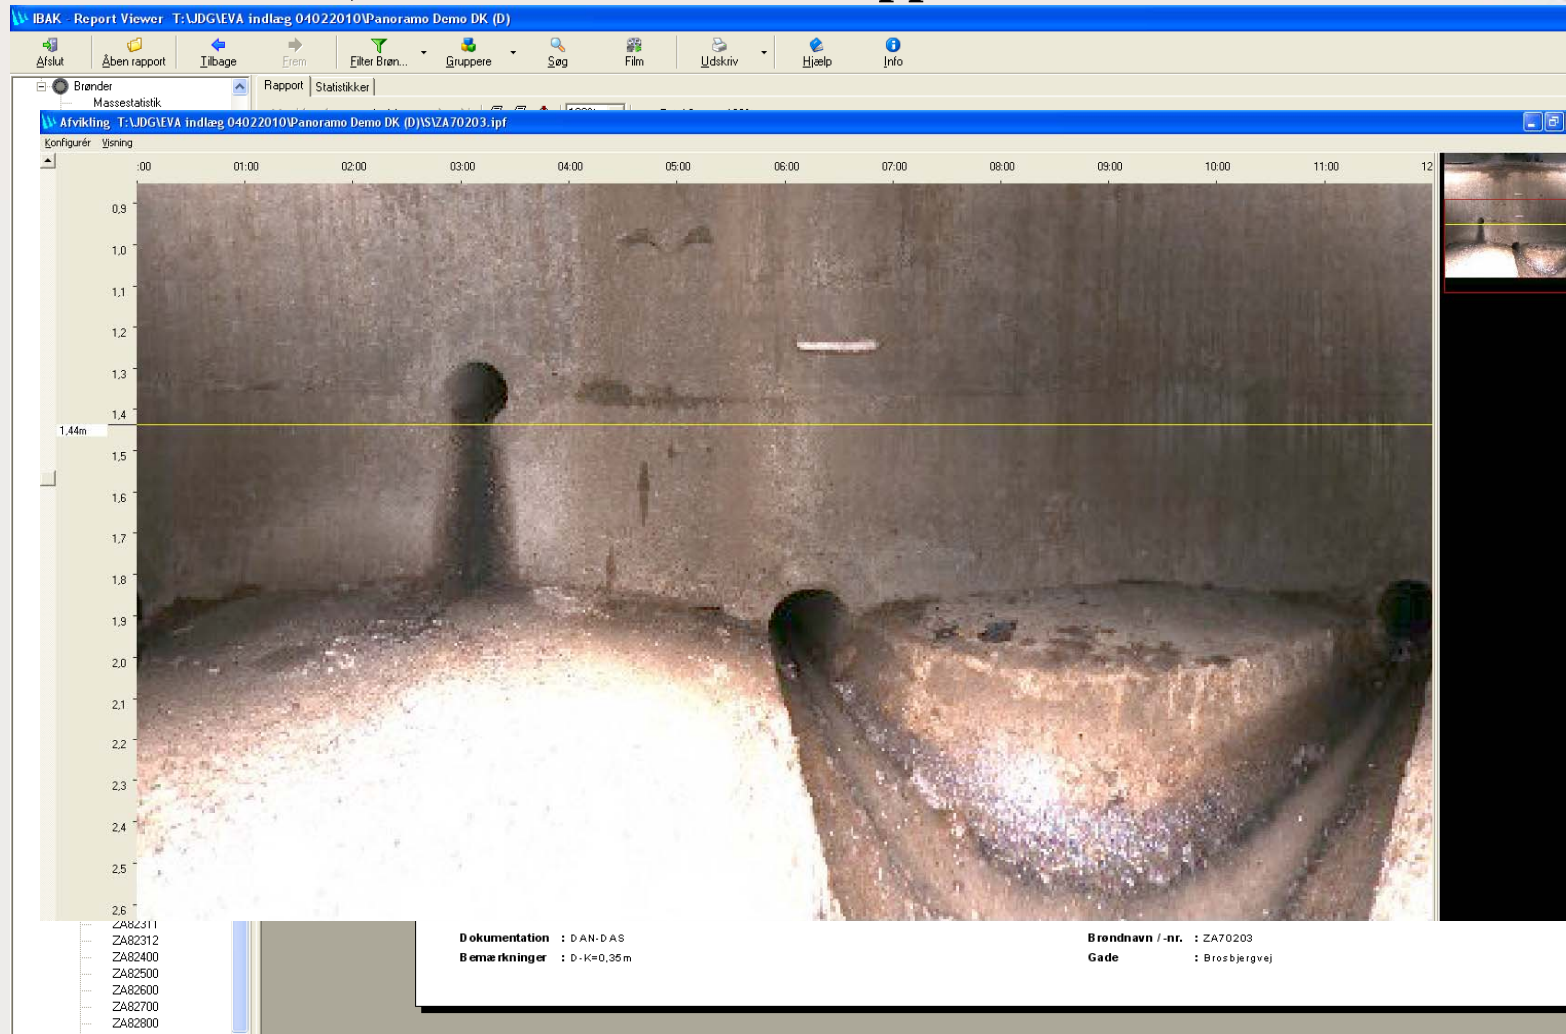 IBAK - Report Viewer T:\JDG\EVA indlæg 04022010\Panoramo Demo DK (D)
Afslut Åben rapport Tilbage Frem Filter Brøn... Gruppere Søg Film Udskriv Hjælp Info
Brønder
Massestatistik
Rapport Statistikker
Afvikling T:\JDG\EVA indlæg 04022010\Panoramo Demo DK (D)\S\ZA70203.ipf
Konfigurér Visning
:00 01:00 02:00 03:00 04:00 05:00 06:00 07:00 08:00 09:00 10:00 11:00 12
0,9
1,0
1,1
1,2
1,3
1,4
1,44m
1,5
1,6
1,7
1,8
1,9
2,0
2,1
2,2
2,3
2,4
2,5
2,6
ZA82311
ZA82312
ZA82400
ZA82500
ZA82600
ZA82700
ZA82800
Dokumentation : DAN-DAS
Bemærkninger : D-K=0,35m
Brøndnavn /-nr. : ZA70203
Gade : Brosbjergvej